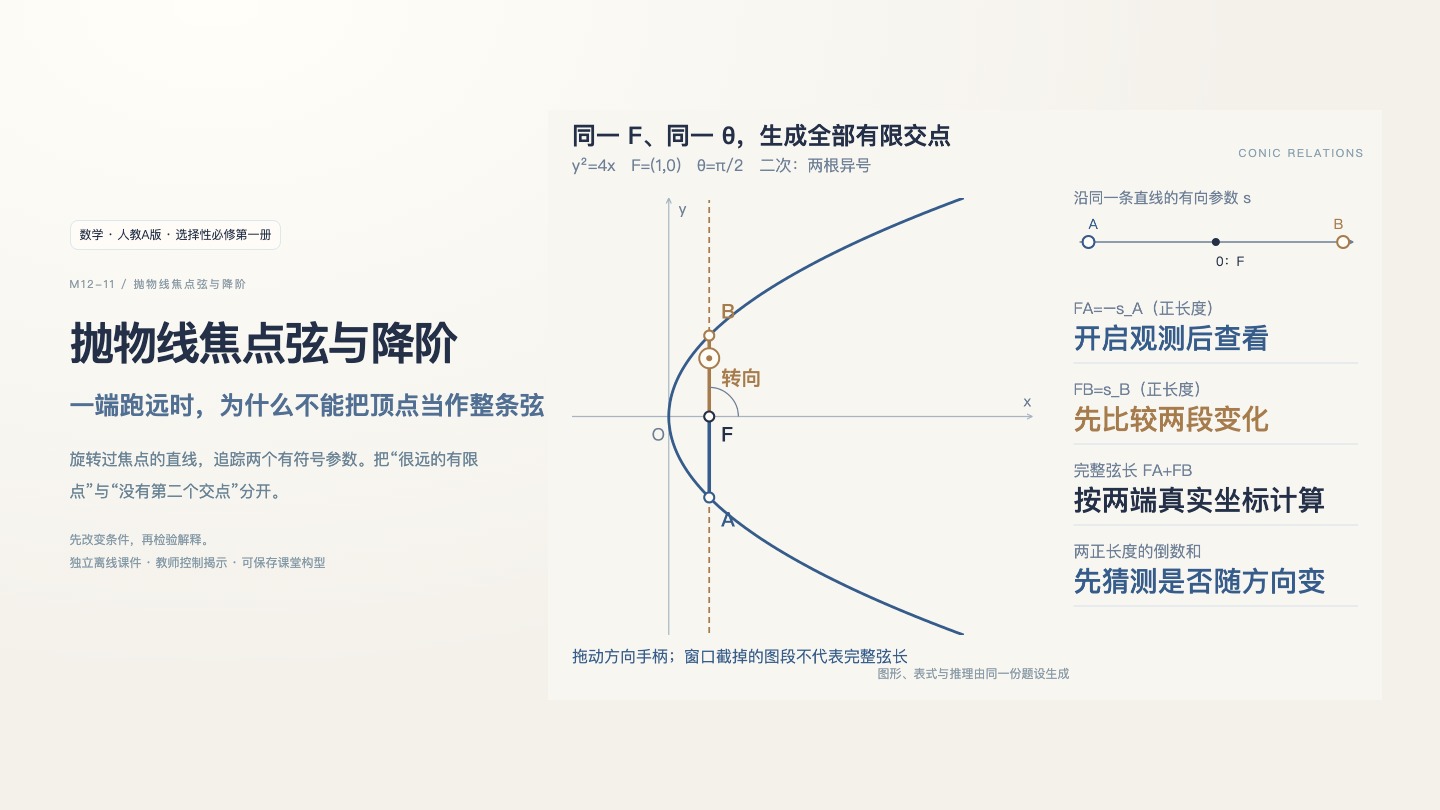 数学 · 人教A版 · 选择性必修第一册
M12-11 / 抛物线焦点弦与降阶
抛物线焦点弦与降阶
一端跑远时，为什么不能把顶点当作整条弦
旋转过焦点的直线，追踪两个有符号参数。把“很远的有限
点”与“没有第二个交点”分开。
先改变条件，再检验解释。
独立离线课件 · 教师控制揭示 · 可保存课堂构型
同一 F、同一 θ，生成全部有限交点
y²=4x F=(1,0) θ=π/2 二次：两根异号
CONIC RELATIONS
y
B
转向
x
O
F
A
拖动方向手柄；窗口截掉的图段不代表完整弦长
图形、表式与推理由同一份题设生成
沿同一条直线的有向参数 s
A
B
0：F
FA=−s_A（正长度）
开启观测后查看
FB=s_B（正长度）
先比较两段变化
完整弦长 FA+FB
按两端真实坐标计算
两正长度的倒数和
先猜测是否随方向变